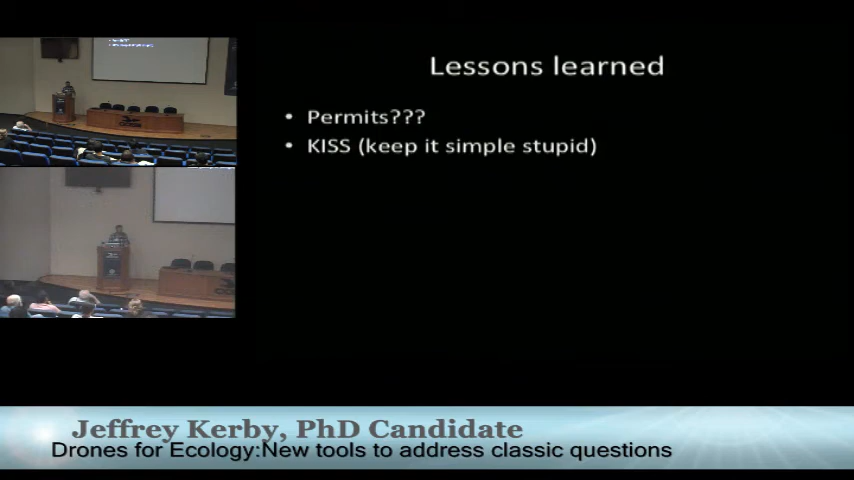 Lessons learned
• Permits???
• KISS (keep it simple stupid)
Jeffrey Kerby, PhD Candidate
Drones for Ecology:New tools to address classic questions